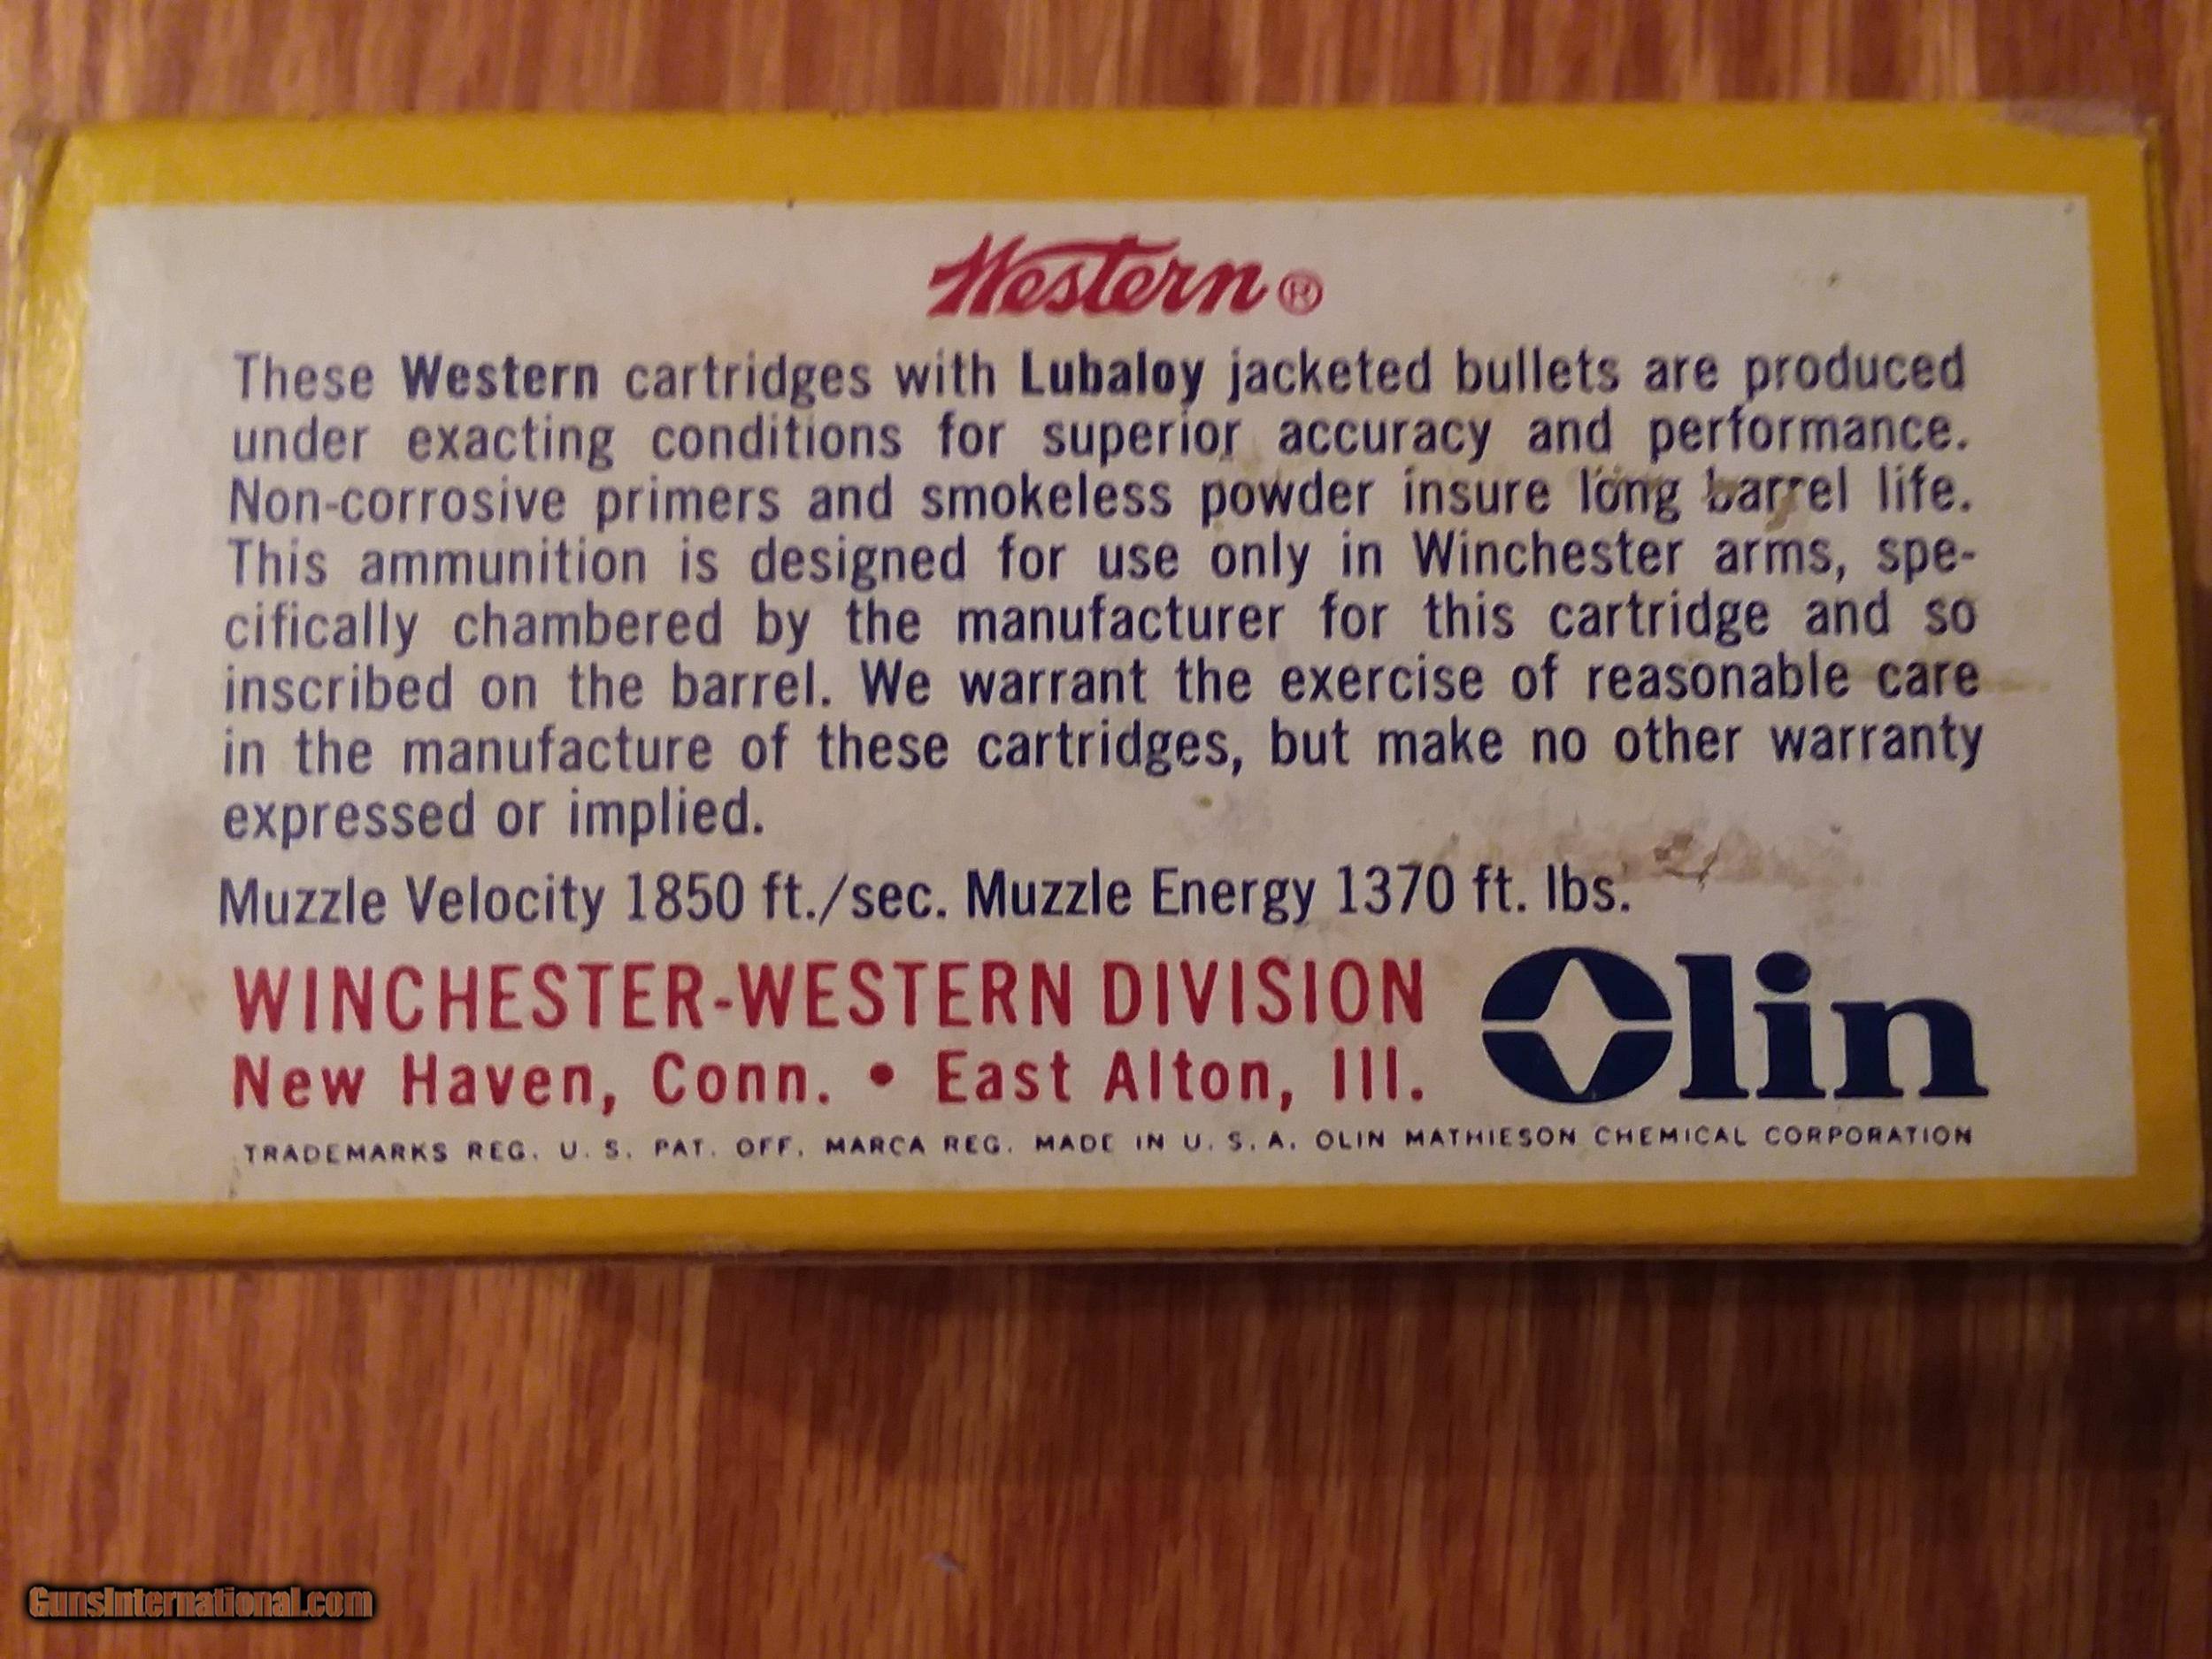 Western®
These Western cartridges with Lubaloy jacketed bullets are produced
under exacting conditions for superior accuracy and performance.
Non-corrosive primers and smokeless powder insure long barrel life.
This ammunition is designed for use only in Winchester arms, spe-
cifically chambered by the manufacturer for this cartridge and so
inscribed on the barrel. We warrant the exercise of reasonable care
in the manufacture of these cartridges, but make no other warranty
expressed or implied.
Muzzle Velocity 1850 ft./sec. Muzzle Energy 1370 ft. lbs.
WINCHESTER-WESTERN DIVISION
New Haven, Conn. • East Alton, Ill.
Olin
TRADEMARKS REG. U. S. PAT. OFF. MARCA REG. MADE IN U. S. A. OLIN MATHIESON CHEMICAL CORPORATION
GunsInternational.com